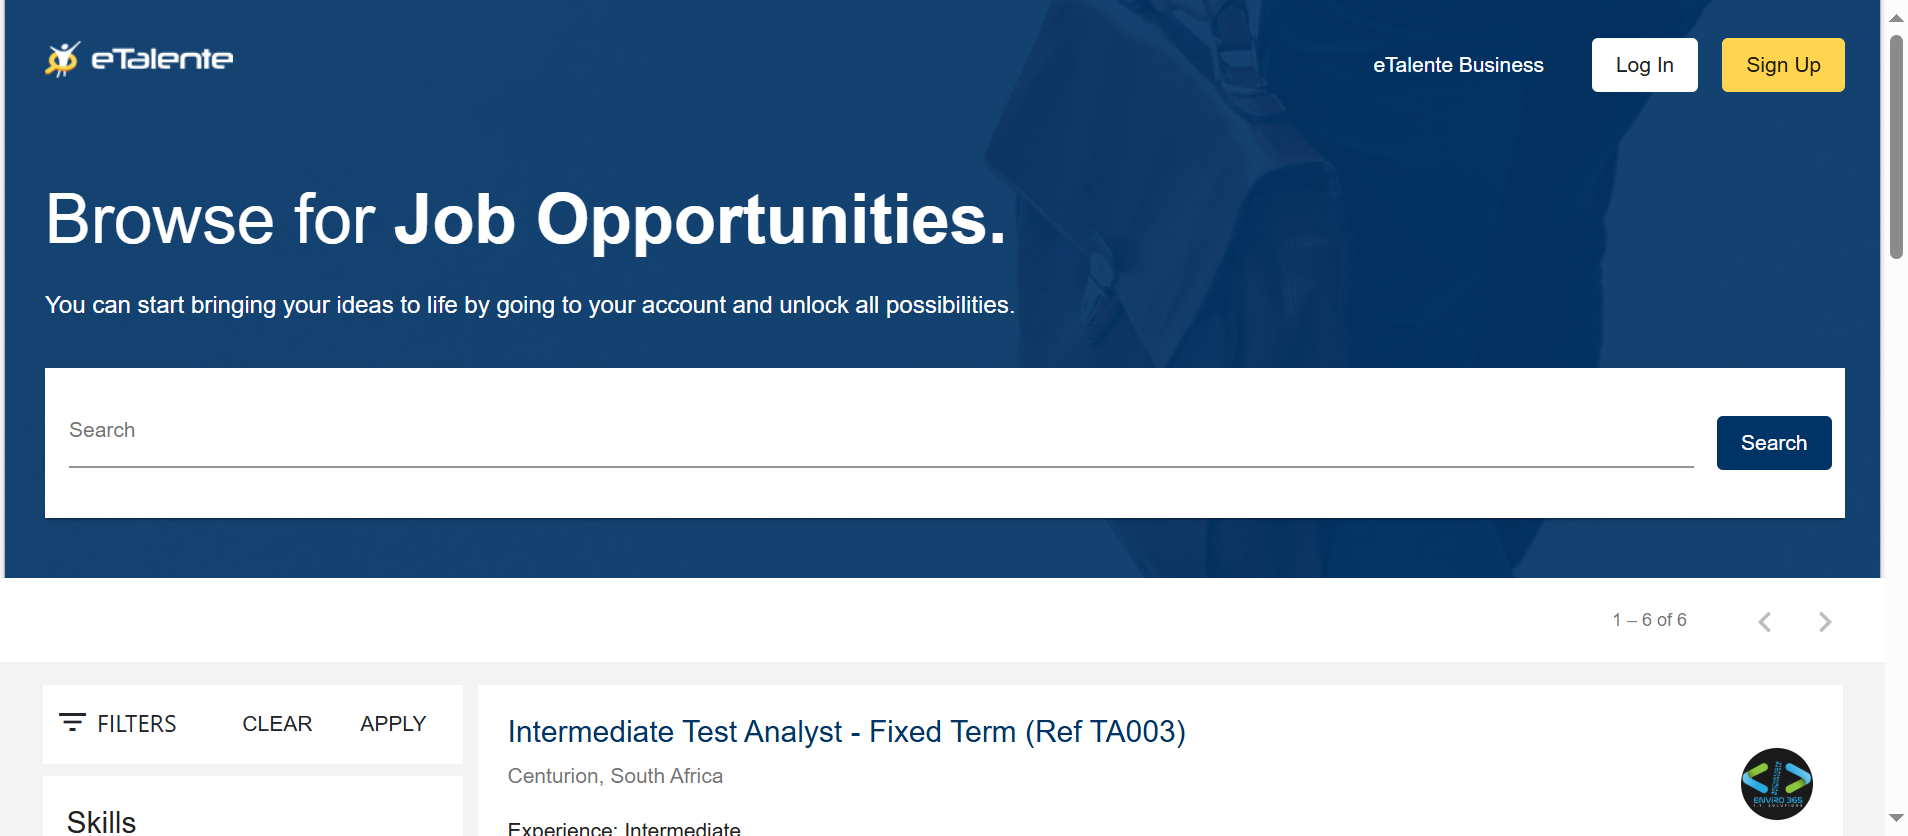 eTalente
eTalente Business
Log In
Sign Up
Browse for Job Opportunities.
You can start bringing your ideas to life by going to your account and unlock all possibilities.
Search
Search
1 – 6 of 6
FILTERS
CLEAR
APPLY
Intermediate Test Analyst - Fixed Term (Ref TA003)
Centurion, South Africa
ENVIRO 365
I.T. SOLUTIONS
Skills
Experience: Intermediate